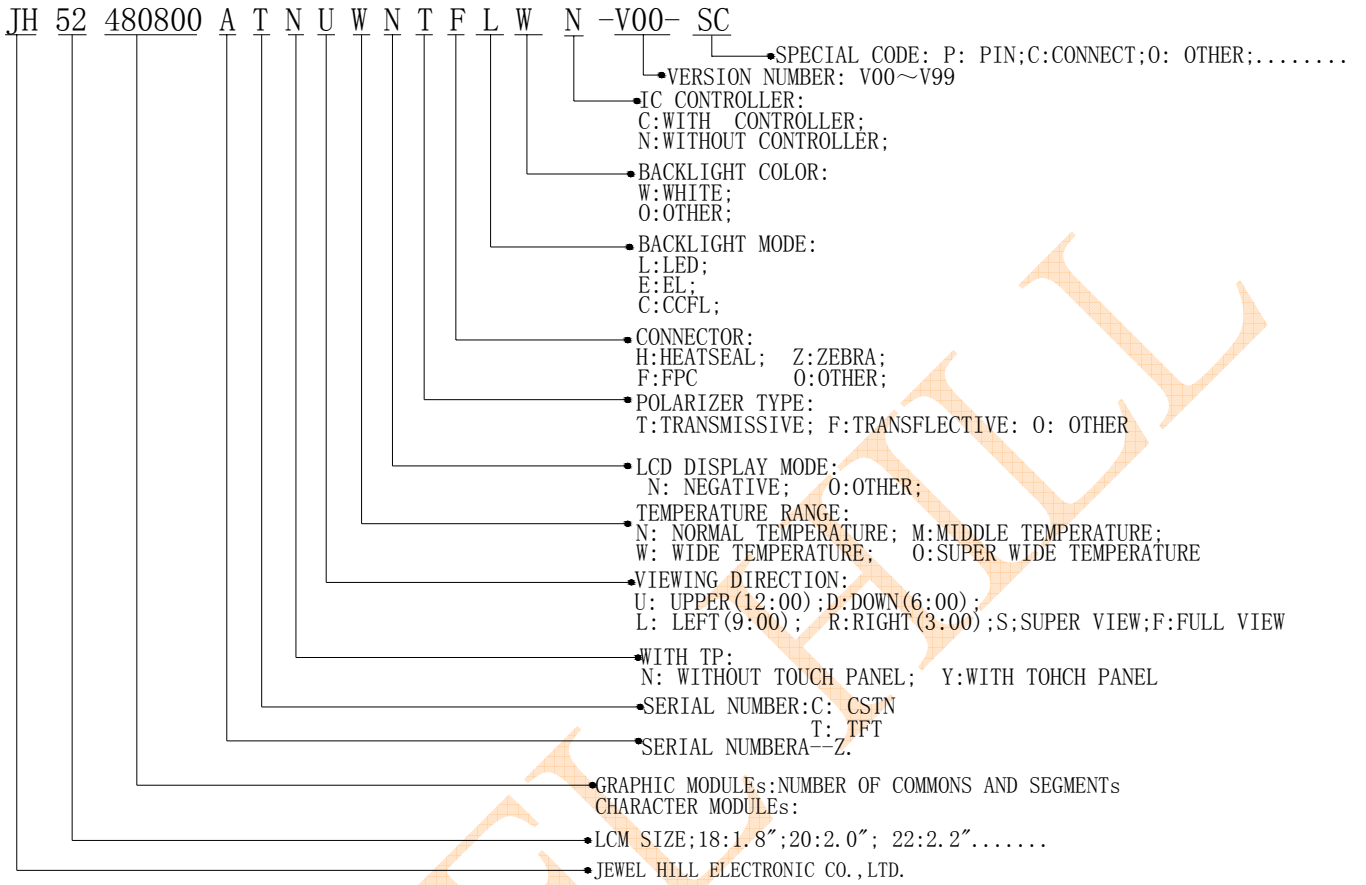 JH 52 480800 A T N U W N T F L W N -V00- SC
SPECIAL CODE: P: PIN;C:CONNECT;O: OTHER;........
VERSION NUMBER: V00～V99
IC CONTROLLER:
C:WITH CONTROLLER;
N:WITHOUT CONTROLLER;
BACKLIGHT COLOR:
W:WHITE;
O:OTHER;
BACKLIGHT MODE:
L:LED;
E:EL;
C:CCFL;
CONNECTOR:
H:HEATSEAL; Z:ZEBRA;
F:FPC O:OTHER;
POLARIZER TYPE:
T:TRANSMISSIVE; F:TRANSFLECTIVE: O: OTHER
LCD DISPLAY MODE:
N: NEGATIVE; O:OTHER;
TEMPERATURE RANGE:
N: NORMAL TEMPERATURE; M:MIDDLE TEMPERATURE;
W: WIDE TEMPERATURE; O:SUPER WIDE TEMPERATURE
VIEWING DIRECTION:
U: UPPER(12:00);D:DOWN(6:00);
L: LEFT(9:00); R:RIGHT(3:00);S;SUPER VIEW;F:FULL VIEW
WITH TP:
N: WITHOUT TOUCH PANEL; Y:WITH TOHCH PANEL
SERIAL NUMBER:C: CSTN
T: TFT
SERIAL NUMBERA--Z.
GRAPHIC MODULEs:NUMBER OF COMMONS AND SEGMENTs
CHARACTER MODULEs:
LCM SIZE;18:1.8″;20:2.0″; 22:2.2″.......
JEWEL HILL ELECTRONIC CO.,LTD.
HILL